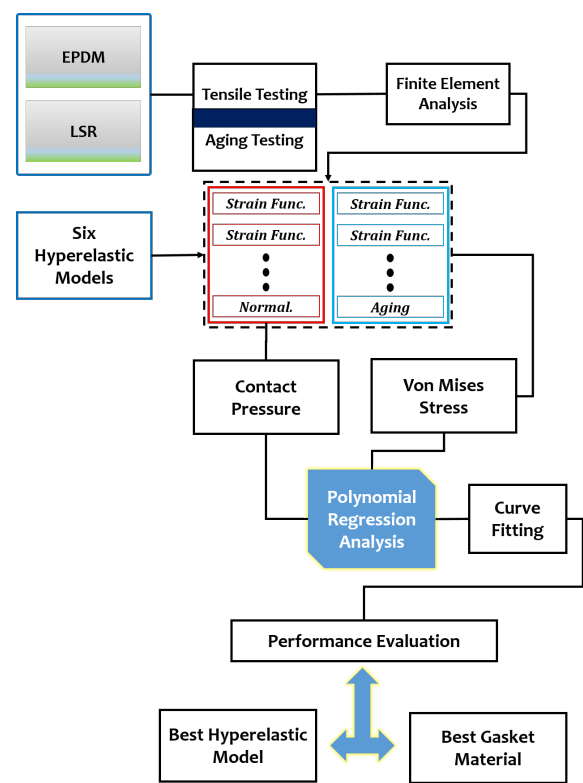 EPDM
LSR
Tensile Testing
Aging Testing
Finite Element
Analysis
Six
Hyperelastic
Models
Strain Func.
Strain Func.
Normal.
Strain Func.
Strain Func.
Aging
Contact
Pressure
Von Mises
Stress
Polynomial
Regression
Analysis
Curve
Fitting
Performance Evaluation
Best Hyperelastic
Model
Best Gasket
Material